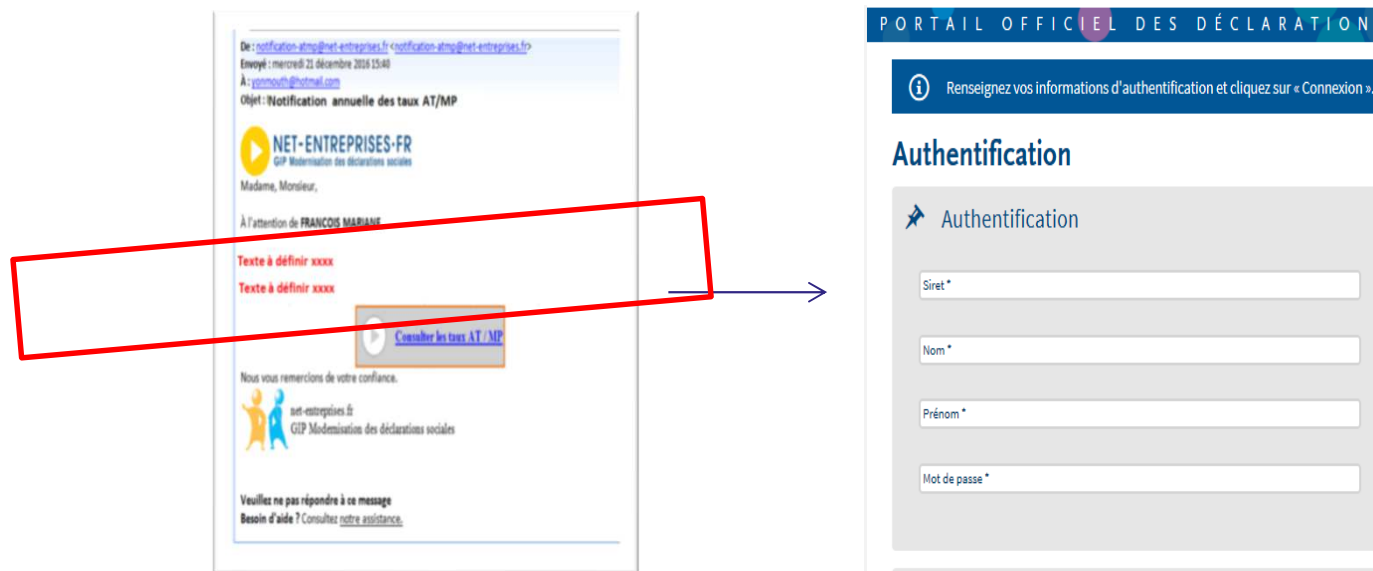 De : notification-atmp@net-entreprises.fr <notification-atmp@net-entreprises.fr>
Envoyé : mercredi 21 décembre 2016 15:40
À : yonmouth@hotmail.com
Objet : Notification annuelle des taux AT/MP
NET-ENTREPRISES-FR
GIP Modernisation des déclarations sociales
Madame, Monsieur,
À l'attention de FRANCOIS MARIANE
Texte à définir xxxx
Texte à définir xxxx
Consulter les taux AT / MP
Nous vous remercions de votre confiance.
net-entreprises.fr
GIP Modernisation des déclarations sociales
Veuillez ne pas répondre à ce message
Besoin d'aide ? Consultez notre assistance.
PORTAIL OFFICIEL DES DÉCLARATION
Renseignez vos informations d'authentification et cliquez sur « Connexion ».
Authentification
Authentification
Siret *
Nom *
Prénom *
Mot de passe *